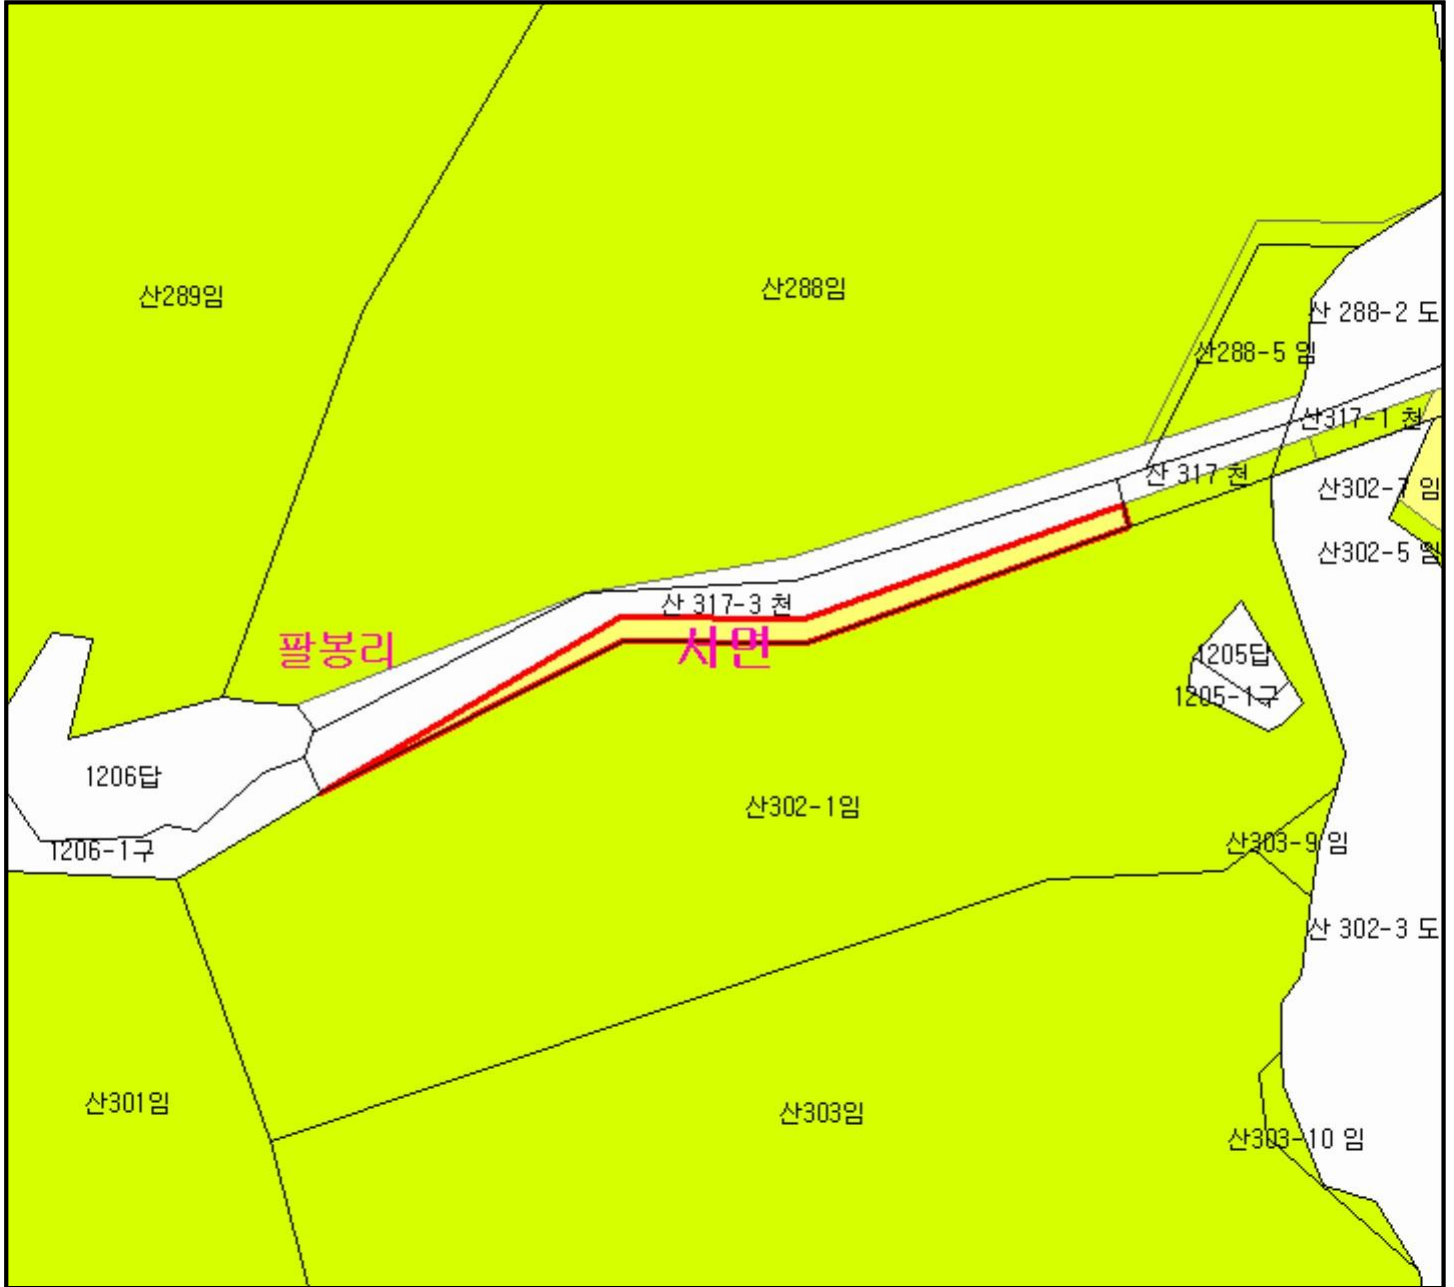 산289임
산288임
산 288-2 도
산288-5 임
산317-1 천
산 317 천
산302-7 임
산302-5 임
산 317-3 천
팔봉리
서면
1205답
1205-1구
1206답
산302-1임
산303-9 임
1206-1구
산 302-3 도
산301임
산303임
산303-10 임